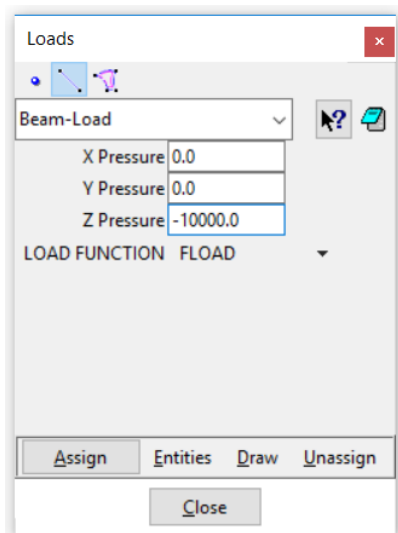 Loads
Beam-Load
X Pressure 0.0
Y Pressure 0.0
Z Pressure -10000.0
LOAD FUNCTION FLOAD
Assign Entities Draw Unassign
Close